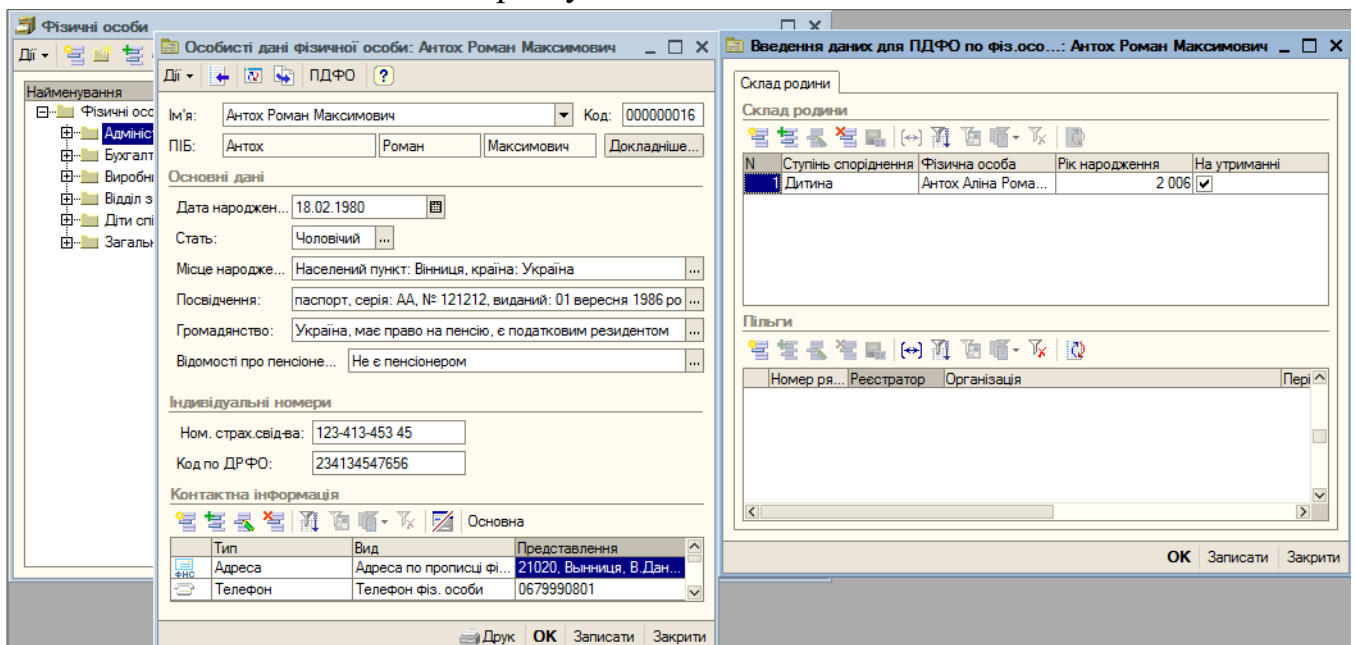 Фізичні особи
Дії
Найменування
Фізичні осо
Адмініс
Бухгалт
Виробн
Відділ з
Діти спі
Загальн
Особисті дані фізичної особи: Антох Роман Максимович
Дії ПДФО
Ім'я: Антох Роман Максимович Код: 000000016
ПІБ: Антох Роман Максимович Докладніше...
Основні дані
Дата народжен... 18.02.1980
Стать: Чоловічий ...
Місце народже... Населений пункт: Вінниця, країна: Україна ...
Посвідчення: паспорт, серія: АА, № 121212, виданий: 01 вересня 1986 ро ...
Громадянство: Україна, має право на пенсію, є податковим резидентом ...
Відомості про пенсіоне... Не є пенсіонером ...
Індивідуальні номери
Ном. страх.свід-ва: 123-413-453 45
Код по ДРФО: 234134547656
Контактна інформація
Основна
Тип Вид Представлення
ФНС Адреса Адреса по прописці фі... 21020, Вынниця, В.Дан...
Телефон Телефон фіз. особи 0679990801
Друк OK Записати Закрити
Введення даних для ПДФО по фіз.осо...: Антох Роман Максимович
Склад родини
Склад родини
N Ступінь споріднення Фізична особа Рік народження На утриманні
1 Дитина Антох Аліна Рома... 2 006
Пільги
Номер ря... Реєстратор Організація Пері
OK Записати Закрити